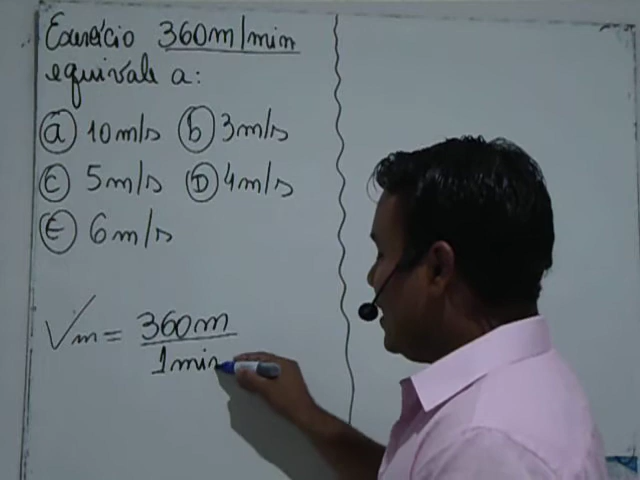 Exercício 360m/min
equivale a:
a 10m/s b 3m/s
c 5m/s D 4m/s
E 6m/s
Vm = 360m
1min